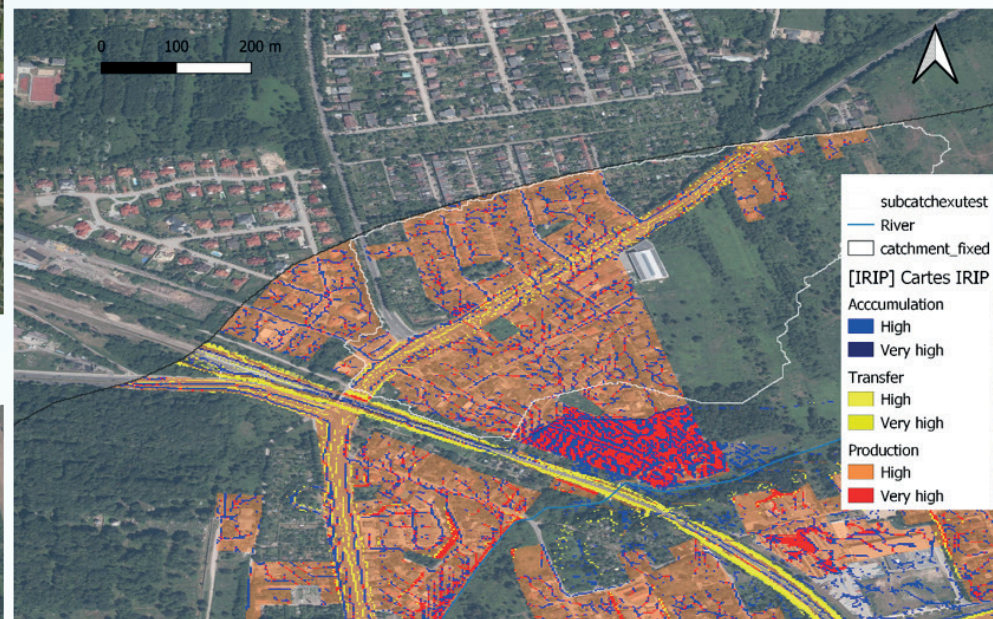 0 100 200 m
subcatchexutest
River
catchment_fixed
[IRIP] Cartes IRIP
Acccumulation
High
Very high
Transfer
High
Very high
Production
High
Very high